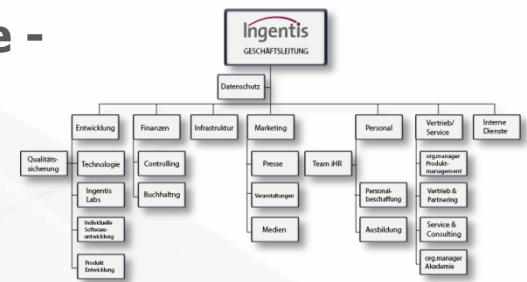 e -
Ingentis
GESCHÄFTSLEITUNG
Datenschutz
Entwicklung
Finanzen
Infrastruktur
Marketing
Personal
Vertrieb/
Service
Interne
Dienste
Qualitäts-
sicherung
Technologie
Ingentis
Labs
Individuelle
Software-
entwicklung
Produkt
Entwicklung
Controlling
Buchhaltng
Presse
Veranstaltungen
Medien
Team iHR
Personal-
beschaffung
Ausbildung
org.manager
Produkt-
management
Vertrieb &
Partnering
Service &
Consulting
org.manager
Akademie